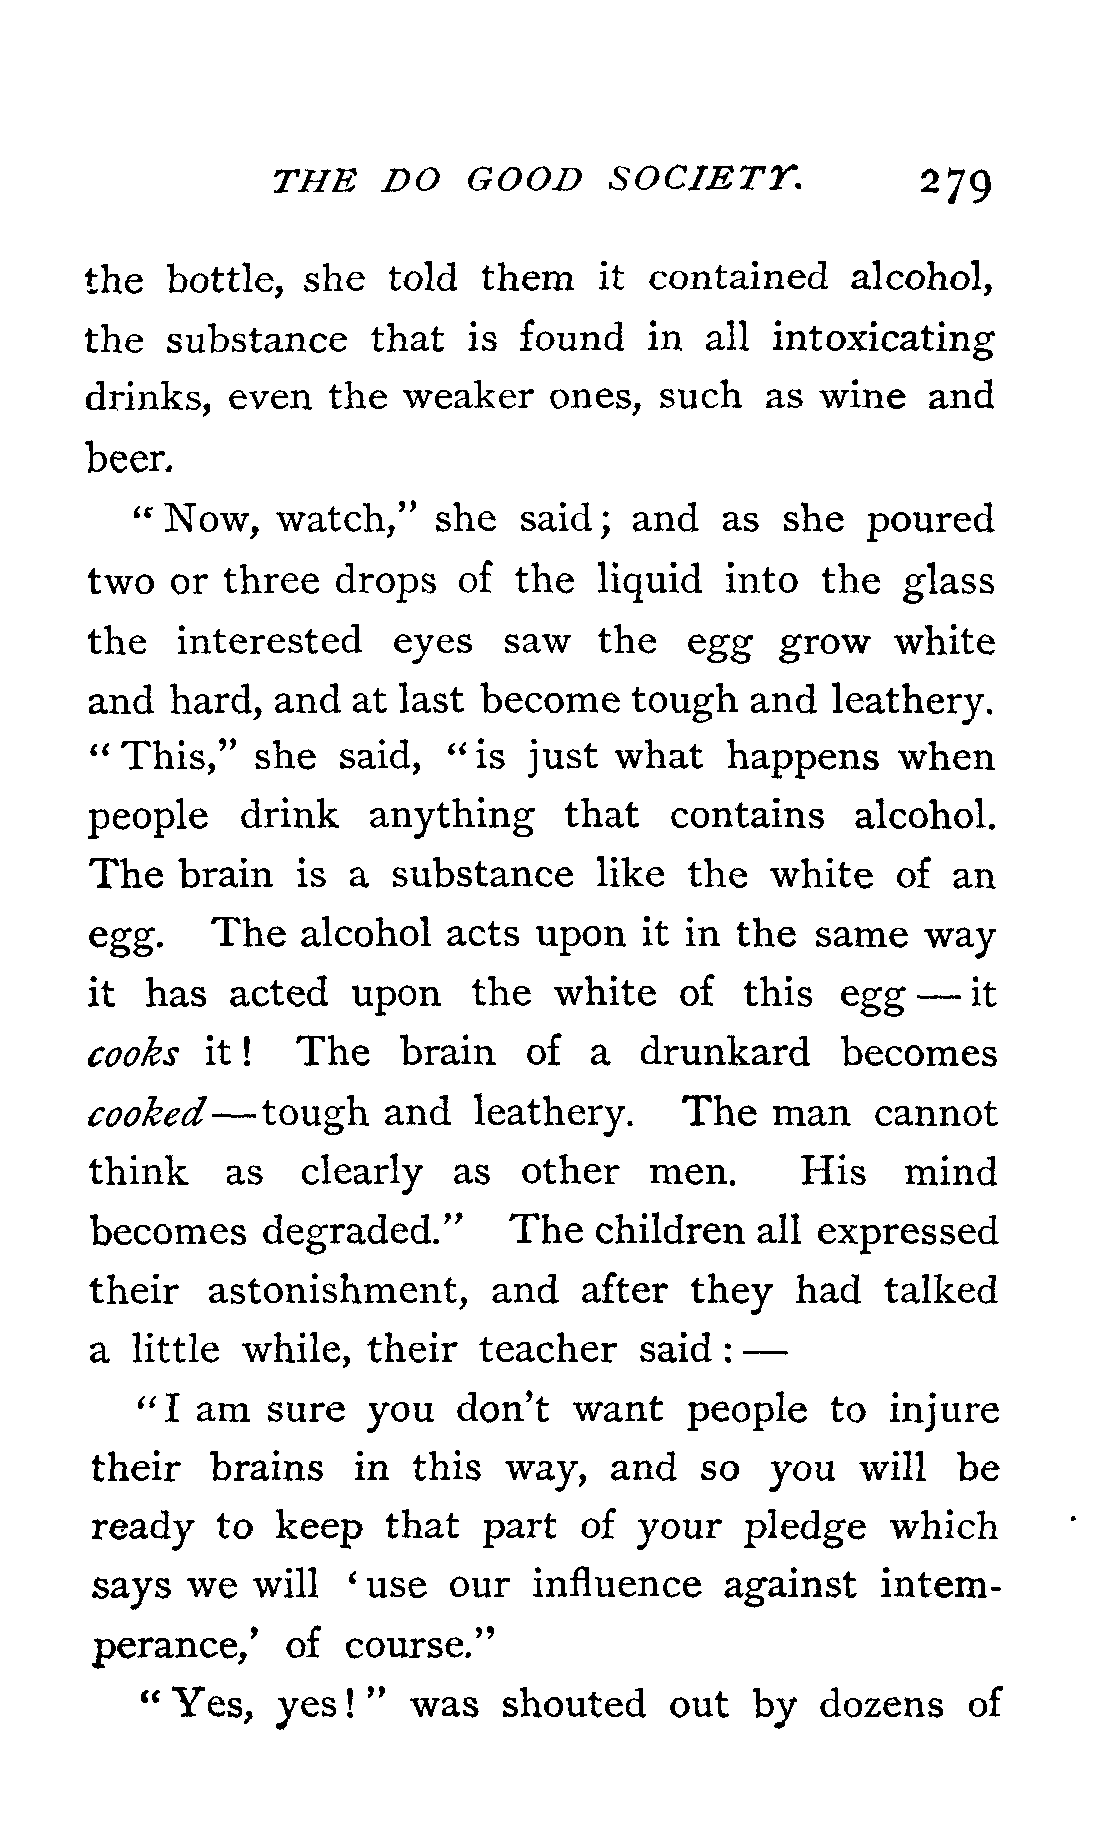 THE DO GOOD SOCIETY. 279
the bottle, she told them it contained alcohol,
the substance that is found in all intoxicating
drinks, even the weaker ones, such as wine and
beer.
"Now, watch," she said; and as she poured
two or three drops of the liquid into the glass
the interested eyes saw the egg grow white
and hard, and at last become tough and leathery.
"This," she said, "is just what happens when
people drink anything that contains alcohol.
The brain is a substance like the white of an
egg. The alcohol acts upon it in the same way
it has acted upon the white of this egg — it
cooks it! The brain of a drunkard becomes
cooked — tough and leathery. The man cannot
think as clearly as other men. His mind
becomes degraded." The children all expressed
their astonishment, and after they had talked
a little while, their teacher said: —
"I am sure you don't want people to injure
their brains in this way, and so you will be
ready to keep that part of your pledge which
says we will 'use our influence against intem-
perance,' of course."
"Yes, yes!" was shouted out by dozens of